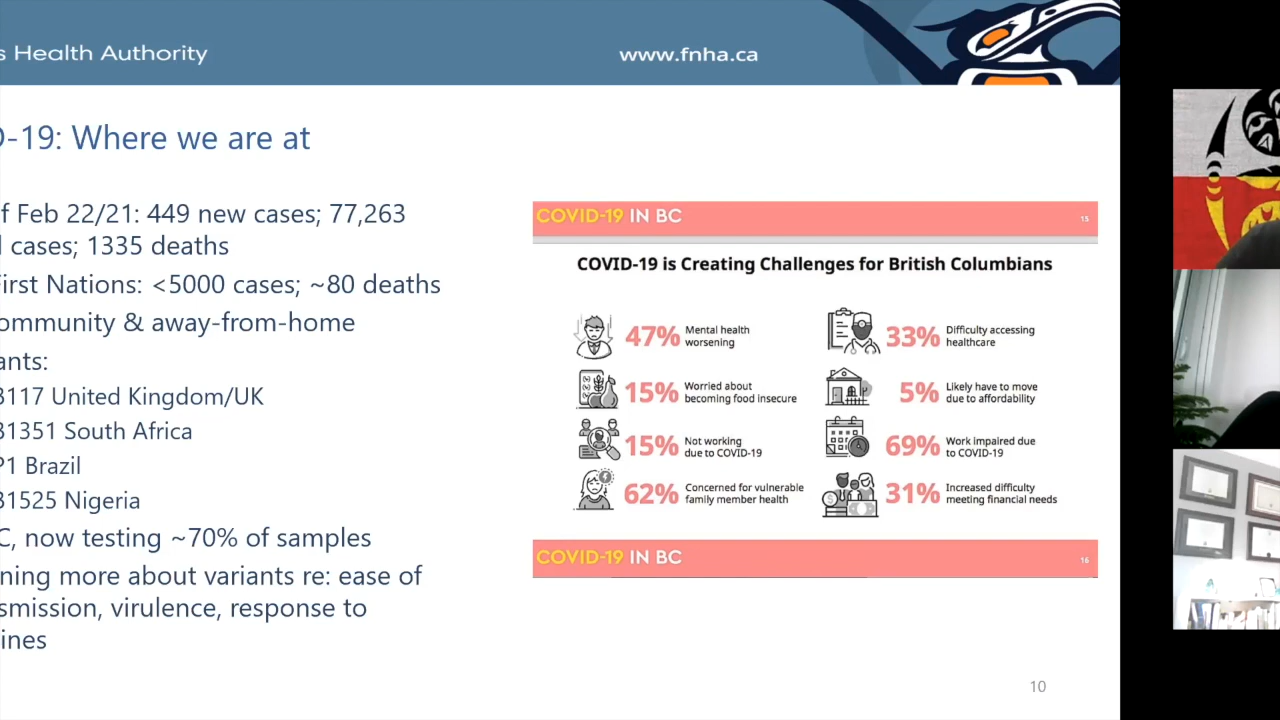 s Health Authority
www.fnha.ca
D-19: Where we are at
f Feb 22/21: 449 new cases; 77,263
l cases; 1335 deaths
First Nations: <5000 cases; ~80 deaths
ommunity & away-from-home
ants:
B117 United Kingdom/UK
B1351 South Africa
P1 Brazil
B1525 Nigeria
C, now testing ~70% of samples
ning more about variants re: ease of
smission, virulence, response to
ines
COVID-19 IN BC
15
COVID-19 is Creating Challenges for British Columbians
47% Mental health
worsening
33% Difficulty accessing
healthcare
15% Worried about
becoming food insecure
5% Likely have to move
due to affordability
15% Not working
due to COVID-19
69% Work impaired due
to COVID-19
62% Concerned for vulnerable
family member health
31% Increased difficulty
meeting financial needs
COVID-19 IN BC
16
10